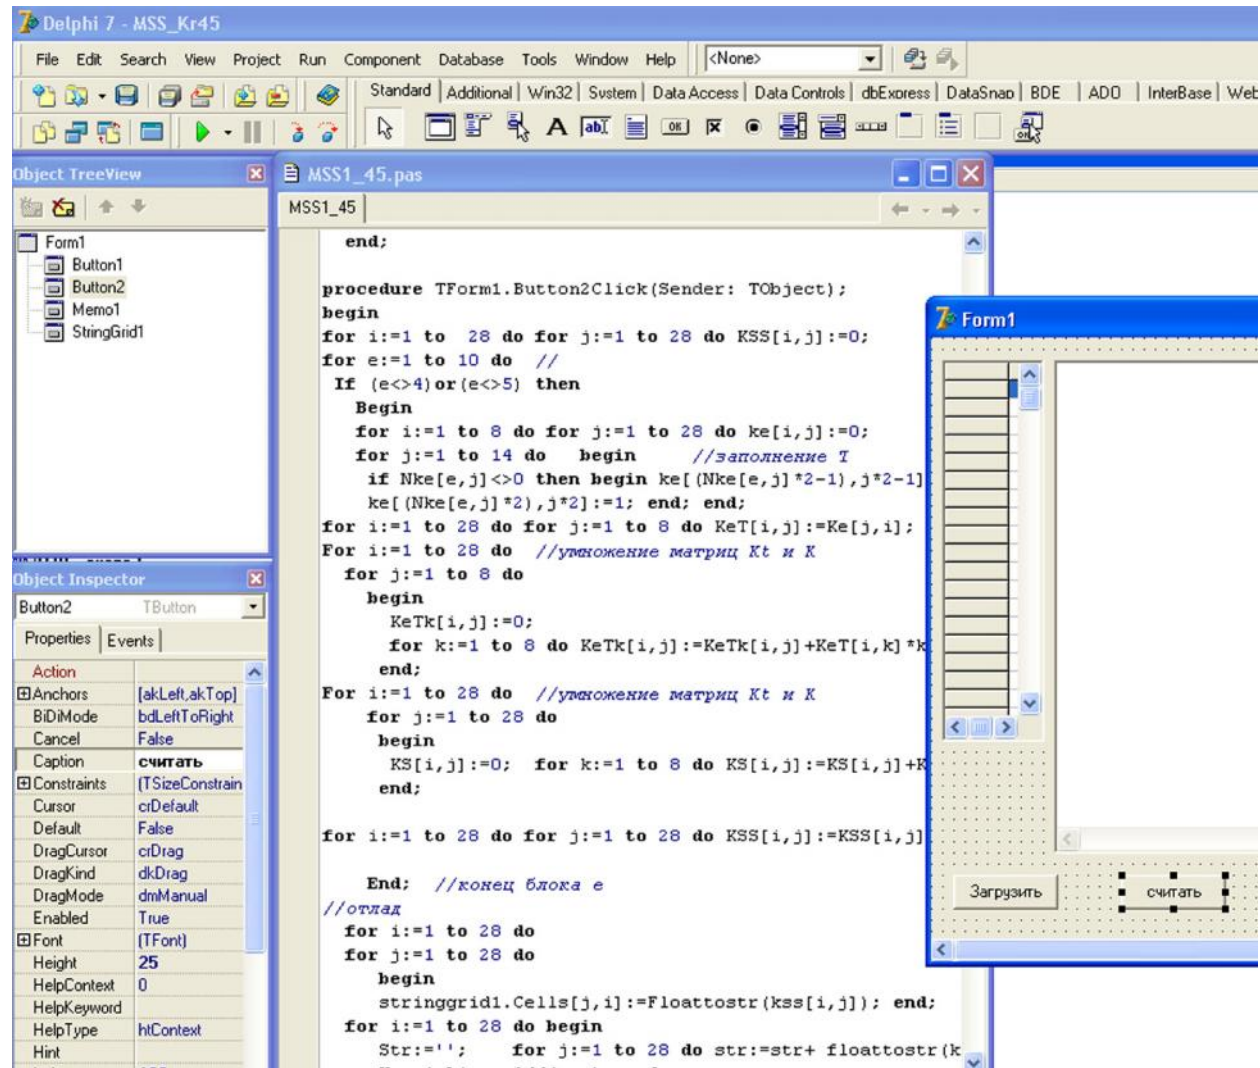 Delphi 7 - MSS_Kr45
File Edit Search View Project Run Component Database Tools Window Help <None>
Standard Additional Win32 System Data Access Data Controls dbExpress DataSnap BDE ADO InterBase Web
Object TreeView
Form1
Button1
Button2
Memo1
StringGrid1
Object Inspector
Button2 TButton
Properties Events
Action
Anchors [akLeft,akTop]
BiDiMode bdLeftToRight
Cancel False
Caption считать
Constraints (TSizeConstrain
Cursor crDefault
Default False
DragCursor crDrag
DragKind dkDrag
DragMode dmManual
Enabled True
Font (TFont)
Height 25
HelpContext 0
HelpKeyword
HelpType htContext
Hint
MSS1_45.pas
MSS1_45
end;
procedure TForm1.Button2Click(Sender: TObject);
begin
for i:=1 to 28 do for j:=1 to 28 do KSS[i,j]:=0;
for e:=1 to 10 do //
If (e<>4)or(e<>5) then
Begin
for i:=1 to 8 do for j:=1 to 28 do ke[i,j]:=0;
for j:=1 to 14 do begin //заполнение T
if Nke[e,j]<>0 then begin ke[(Nke[e,j]*2-1),j*2-1]
ke[(Nke[e,j]*2),j*2]:=1; end; end;
for i:=1 to 28 do for j:=1 to 8 do KeT[i,j]:=Ke[j,i];
For i:=1 to 28 do //умножение матриц Kt и K
for j:=1 to 8 do
begin
KeTk[i,j]:=0;
for k:=1 to 8 do KeTk[i,j]:=KeTk[i,j]+KeT[i,k]*k[
end;
For i:=1 to 28 do //умножение матриц Kt и K
for j:=1 to 28 do
begin
KS[i,j]:=0; for k:=1 to 8 do KS[i,j]:=KS[i,j]+K
end;
for i:=1 to 28 do for j:=1 to 28 do KSS[i,j]:=KSS[i,j]
End; //конец блока e
//отлад
for i:=1 to 28 do
for j:=1 to 28 do
begin
stringgrid1.Cells[j,i]:=Floattostr(kss[i,j]); end;
for i:=1 to 28 do begin
Str:=''; for j:=1 to 28 do str:=str+ floattostr(k
Form1
Загрузить считать